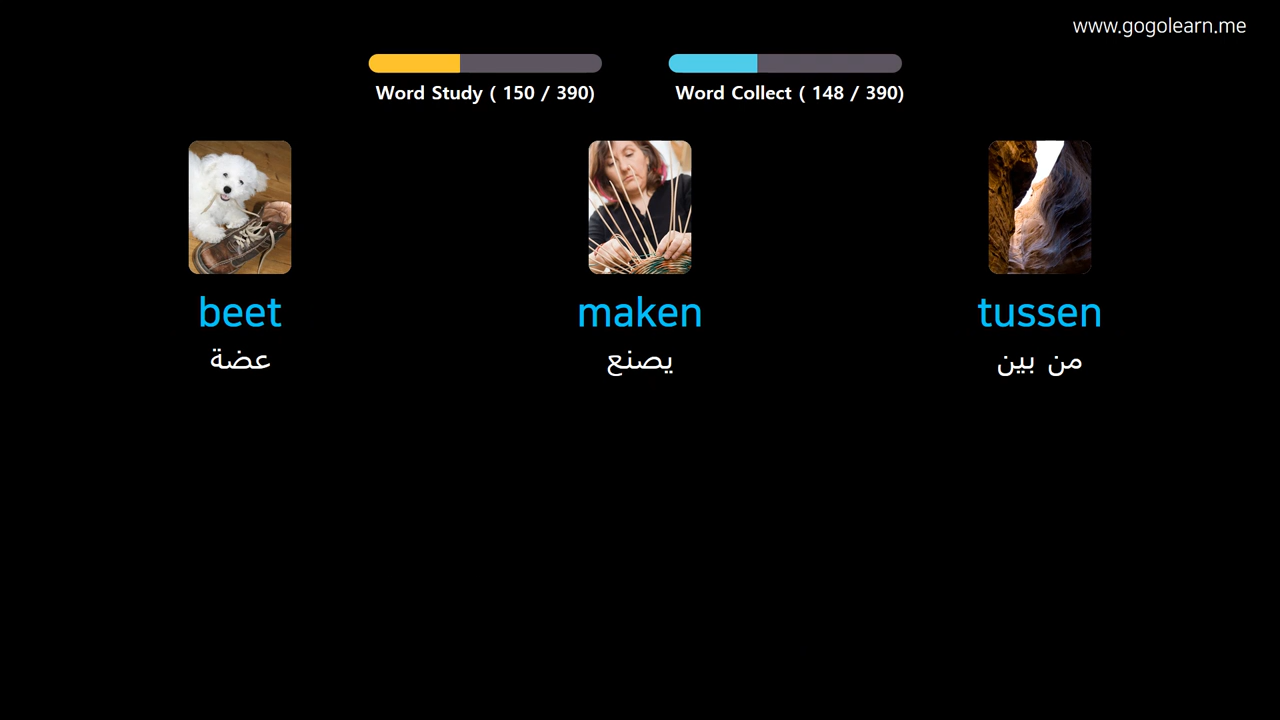 www.gogolearn.me
Word Study ( 150 / 390)
Word Collect ( 148 / 390)
beet
maken
tussen
عضة
يصنع
من بين